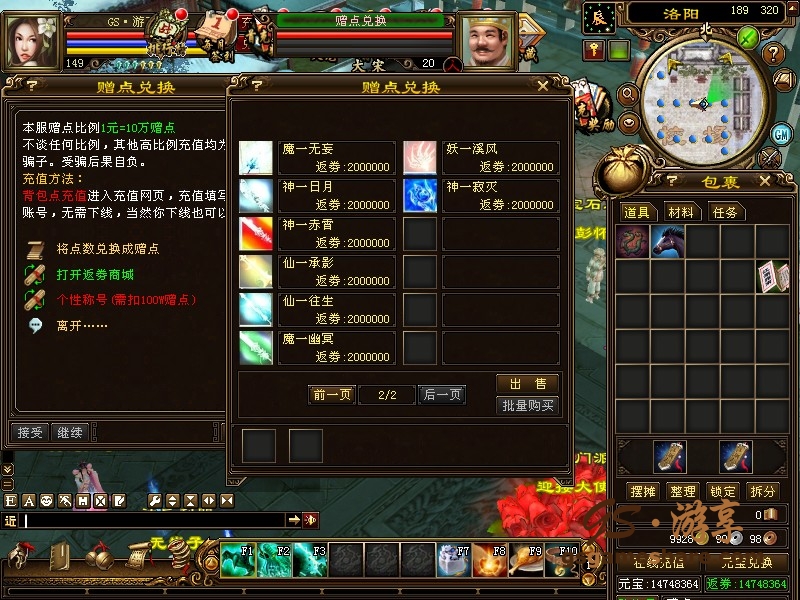 GS·游
149
赠点兑换
大宋
20
洛阳
189 320
北
辰
GM
赠点兑换
本服赠点比例1元=10万赠点
不谈任何比例，其他高比例充值均为
骗子。受骗后果自负。
充值方法：
背包点充值进入充值网页，充值填写
账号，无需下线，当然你下线也可以
将点数兑换成赠点
打开返券商城
个性称号(需扣100W赠点)
离开……
接受 继续
赠点兑换
魔一无妄
返券:2000000
妖一溪风
返券:2000000
神一日月
返券:2000000
神一寂灭
返券:2000000
神一赤霄
返券:2000000
仙一承影
返券:2000000
仙一往生
返券:2000000
魔一幽冥
返券:2000000
前一页 2/2 后一页
出 售
批量购买
包裹
道具 材料 任务
摆摊 整理 锁定 拆分
0
9928 90 98
在线充值 元宝兑换
元宝:14748364 返券:14748364
门派
迎接大使
近
F1 F2 F3 F7 F8 F9 F10
GS·游享